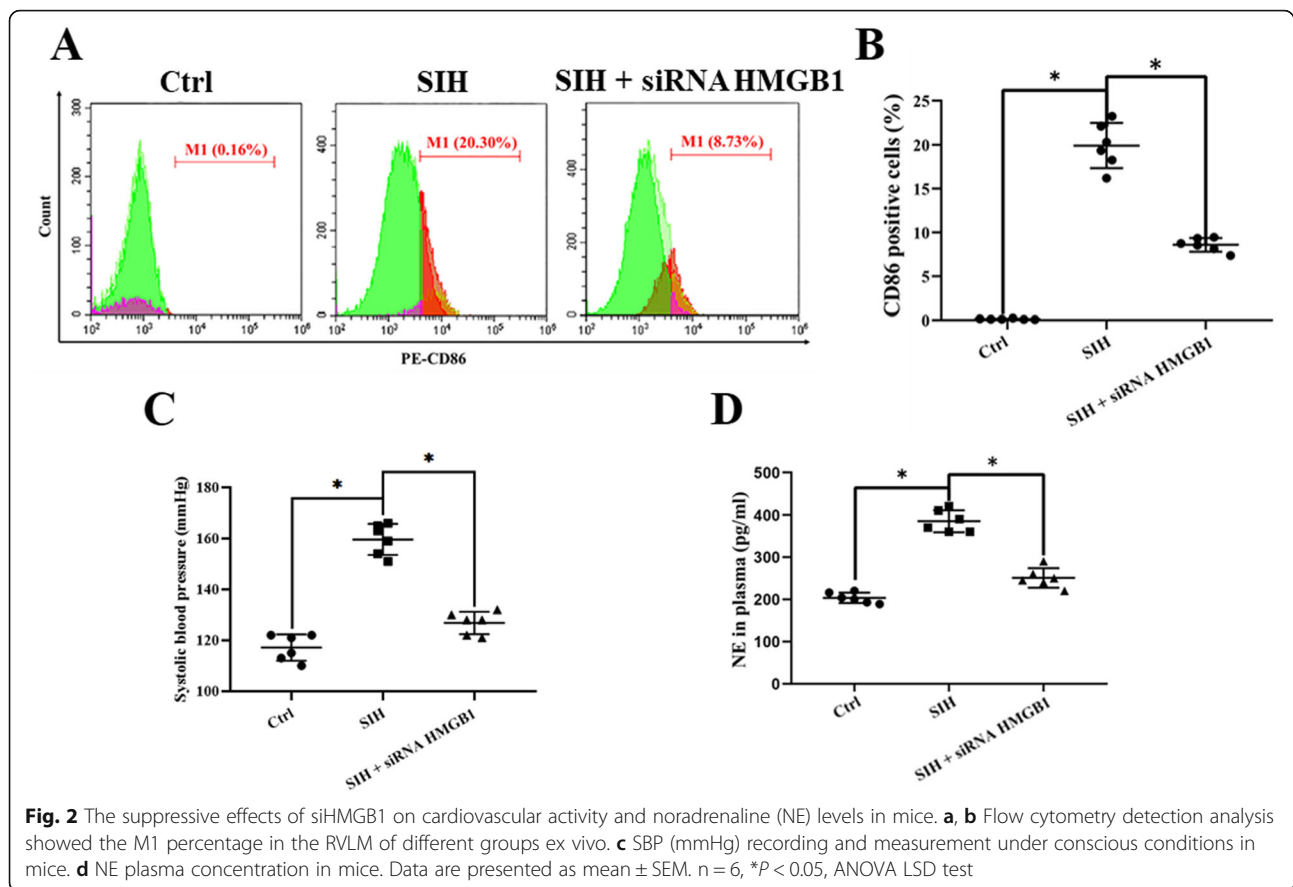 A
Ctrl
SIH
SIH + siRNA HMGB1
Count
300
200
100
0
M1 (0.16%)
10² 10³ 10⁴ 10⁵ 10⁶
400
200
0
M1 (20.30%)
10² 10³ 10⁴ 10⁵ 10⁶
400
200
0
M1 (8.73%)
10² 10³ 10⁴ 10⁵ 10⁶
PE-CD86
B
* *
CD86 positive cells (%)
25
20
15
10
5
0
Ctrl
SIH
SIH + siRNA HMGB1
C
* *
Systolic blood pressure (mmHg)
180
160
140
120
100
Ctrl
SIH
SIH + siRNA HMGB1
D
* *
NE in plasma (pg/ml)
500
400
300
200
100
0
Ctrl
SIH
SIH + siRNA HMGB1
Fig. 2 The suppressive effects of siHMGB1 on cardiovascular activity and noradrenaline (NE) levels in mice. a, b Flow cytometry detection analysis
showed the M1 percentage in the RVLM of different groups ex vivo. c SBP (mmHg) recording and measurement under conscious conditions in
mice. d NE plasma concentration in mice. Data are presented as mean ± SEM. n = 6, *P < 0.05, ANOVA LSD test